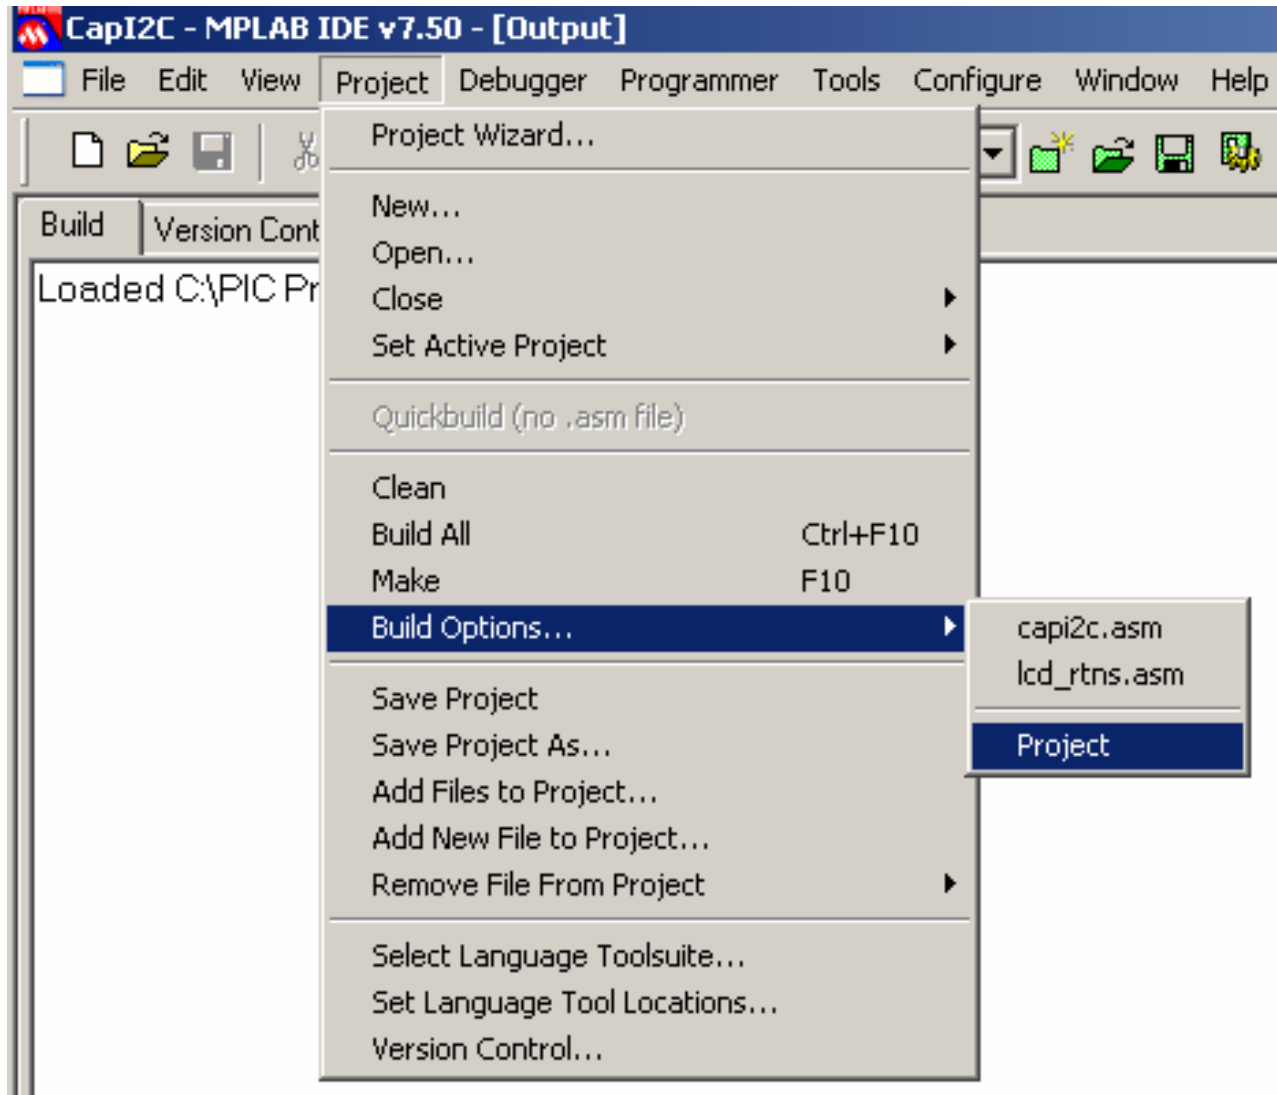 CapI2C - MPLAB IDE v7.50 - [Output]
File Edit View Project Debugger Programmer Tools Configure Window Help
Project Wizard...
New...
Open...
Close
Set Active Project
Quickbuild (no .asm file)
Clean
Build All Ctrl+F10
Make F10
Build Options...
Save Project
Save Project As...
Add Files to Project...
Add New File to Project...
Remove File From Project
Select Language Toolsuite...
Set Language Tool Locations...
Version Control...
capi2c.asm
lcd_rtns.asm
Project
Build Version Cont
Loaded C:\PIC Pr